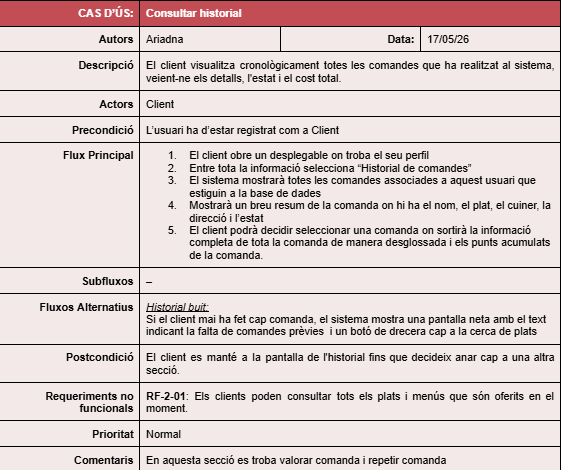 CAS D'ÚS: Consultar historial
Autors Ariadna Data: 17/05/26
Descripció El client visualitza cronològicament totes les comandes que ha realitzat al sistema,
veient-ne els detalls, l'estat i el cost total.
Actors Client
Precondició L'usuari ha d'estar registrat com a Client
Flux Principal 1. El client obre un desplegable on troba el seu perfil
2. Entre tota la informació selecciona "Historial de comandes"
3. El sistema mostrarà totes les comandes associades a aquest usuari que
estiguin a la base de dades
4. Mostrarà un breu resum de la comanda on hi ha el nom, el plat, el cuiner, la
direcció i l'estat
5. El client podrà decidir seleccionar una comanda on sortirà la informació
completa de tota la comanda de manera desglossada i els punts acumulats
de la comanda.
Subfluxos –
Fluxos Alternatius Historial buit:
Si el client mai ha fet cap comanda, el sistema mostra una pantalla neta amb el text
indicant la falta de comandes prèvies i un botó de drecera cap a la cerca de plats
Postcondició El client es manté a la pantalla de l'historial fins que decideix anar cap a una altra
secció.
Requeriments no RF-2-01: Els clients poden consultar tots els plats i menús que són oferits en el
funcionals moment.
Prioritat Normal
Comentaris En aquesta secció es troba valorar comanda i repetir comanda